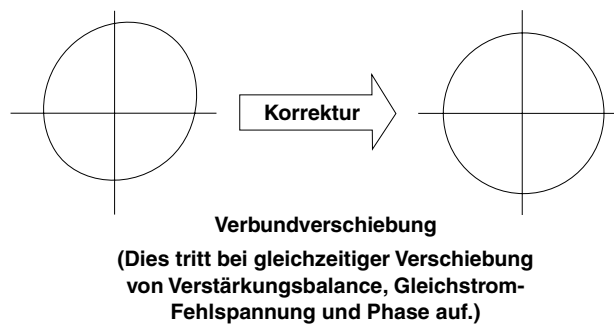 Korrektur
Verbundverschiebung
(Dies tritt bei gleichzeitiger Verschiebung
von Verstärkungsbalance, Gleichstrom-
Fehlspannung und Phase auf.)